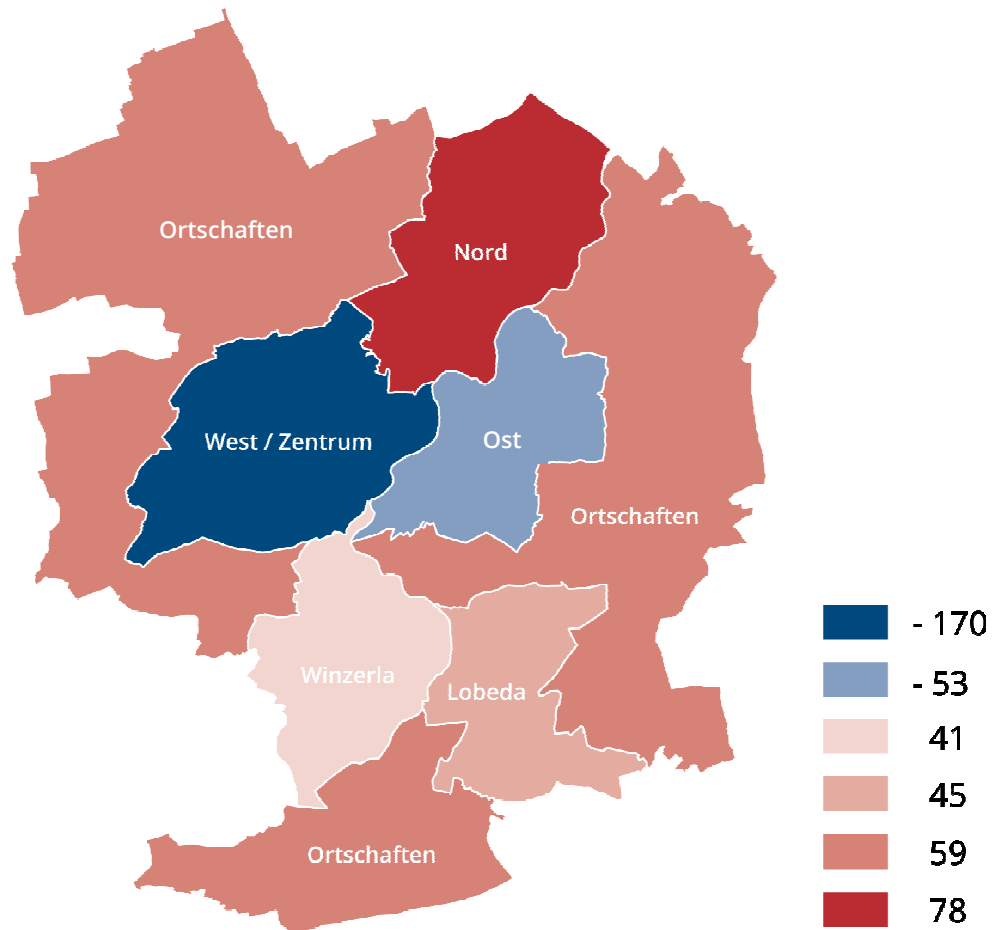 Ortschaften
Nord
West / Zentrum
Ost
Ortschaften
Winzerla
Lobeda
Ortschaften
- 170
- 53
41
45
59
78